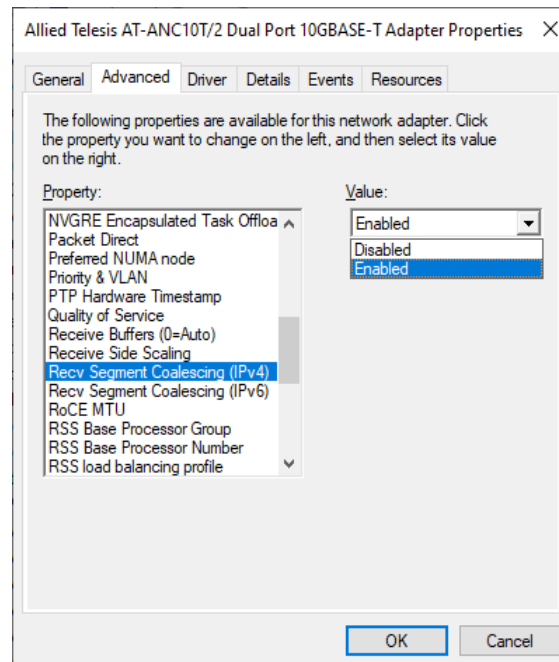 Allied Telesis AT-ANC10T/2 Dual Port 10GBASE-T Adapter Properties
General Advanced Driver Details Events Resources
The following properties are available for this network adapter. Click
the property you want to change on the left, and then select its value
on the right.
Property:
NVGRE Encapsulated Task Offloa
Packet Direct
Preferred NUMA node
Priority & VLAN
PTP Hardware Timestamp
Quality of Service
Receive Buffers (0=Auto)
Receive Side Scaling
Recv Segment Coalescing (IPv4)
Recv Segment Coalescing (IPv6)
RoCE MTU
RSS Base Processor Group
RSS Base Processor Number
RSS load balancing profile
Value:
Enabled
Disabled
Enabled
OK Cancel